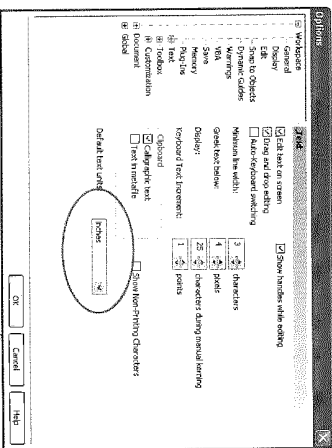 Options
Workspace
General
Display
Edit
Snap to Objects
Dynamic Guides
Warnings
VBA
Save
Memory
Plug-Ins
Text
Toolbox
Customization
Document
Global
Text
Edit text on screen
Show handles while editing
Drag and drop editing
Auto-Keyboard switching
Minimum line width: 3 characters
Greek text below: 4 pixels
Display: 25 characters during manual kerning
Keyboard Text Increment: 1 points
Clipboard
Calligraphic text
Text in metafile
Show Non-Printing Characters
Default text units: inches
OK
Cancel
Help